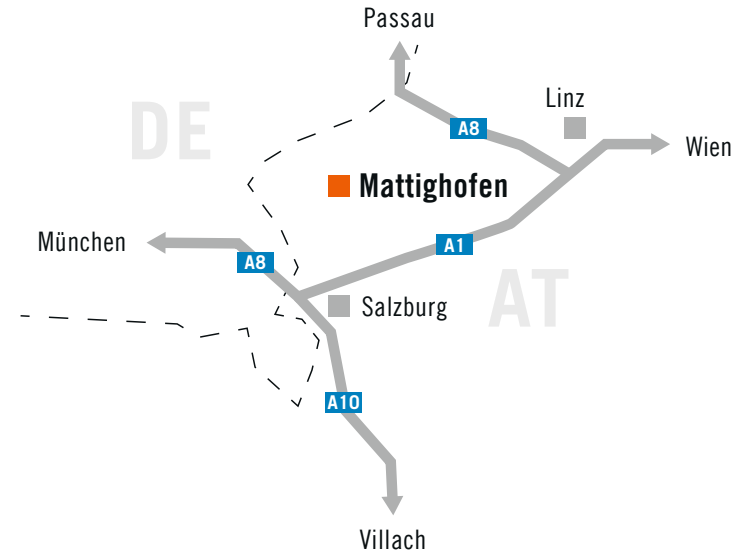 Passau
Linz
DE
A8
Wien
Mattighofen
München
A8
A1
AT
Salzburg
A10
Villach